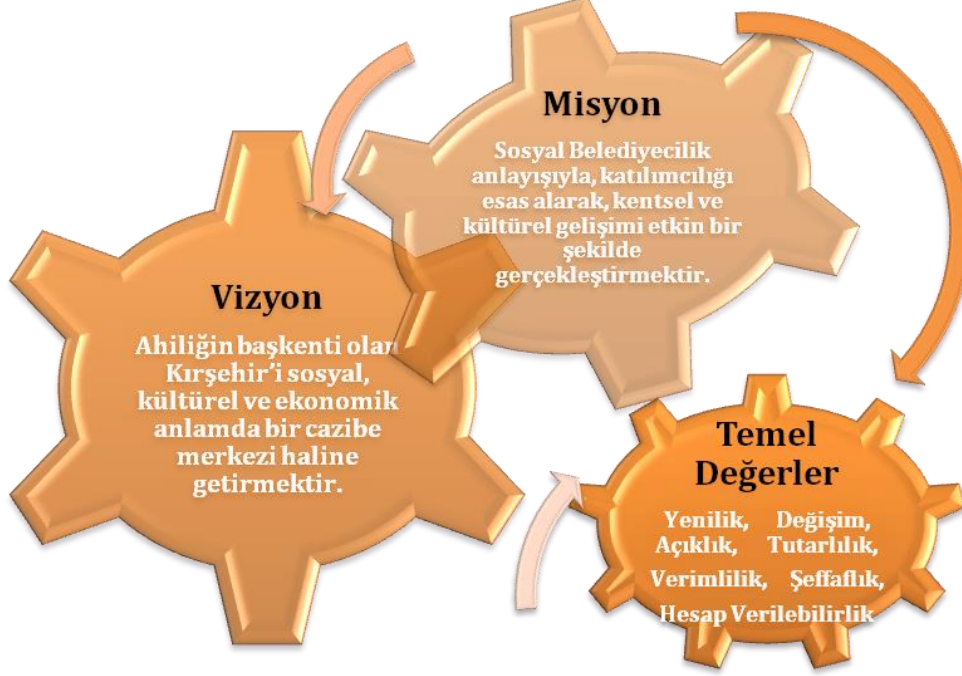 Misyon
Sosyal Belediyecilik
anlayışıyla, katılımcılığı
esas alarak, kentsel ve
kültürel gelişimi etkin bir
şekilde
gerçekleştirmektir.
Vizyon
Ahiliğin başkenti olan
Kırşehir’i sosyal,
kültürel ve ekonomik
anlamda bir cazibe
merkezi haline
getirmektir.
Temel
Değerler
Yenilik, Değişim,
Açıklık, Tutarlılık,
Verimlilik, Şeffaflık,
Hesap Verilebilirlik